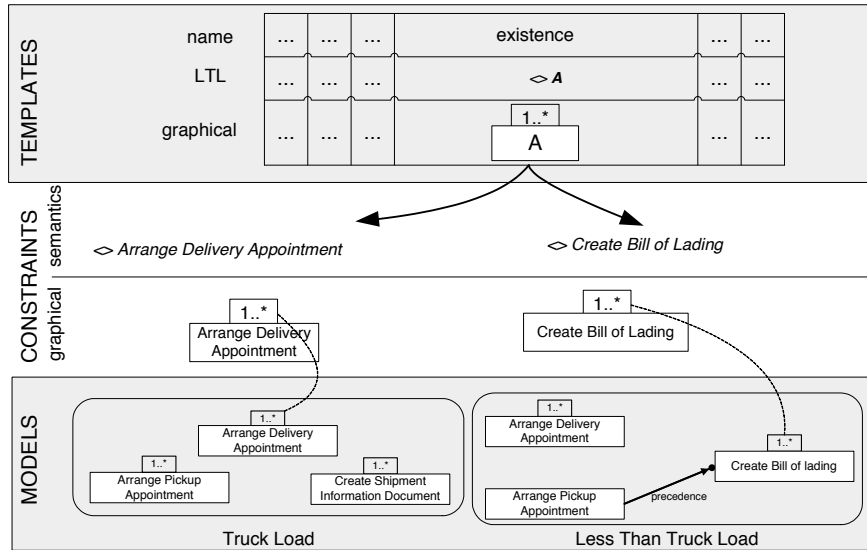 TEMPLATES
name
... ... ... existence ... ...
LTL
... ... ... <> A ... ...
graphical
... ... ... 1..* ... ...
A
CONSTRAINTS
semantics
<> Arrange Delivery Appointment
<> Create Bill of Lading
graphical
1..*
Arrange Delivery
Appointment
1..*
Create Bill of Lading
MODELS
1..*
Arrange Delivery
Appointment
1..*
Arrange Pickup
Appointment
1..*
Create Shipment
Information Document
Truck Load
1..*
Arrange Delivery
Appointment
1..*
Create Bill of lading
Arrange Pickup
Appointment
precedence
Less Than Truck Load